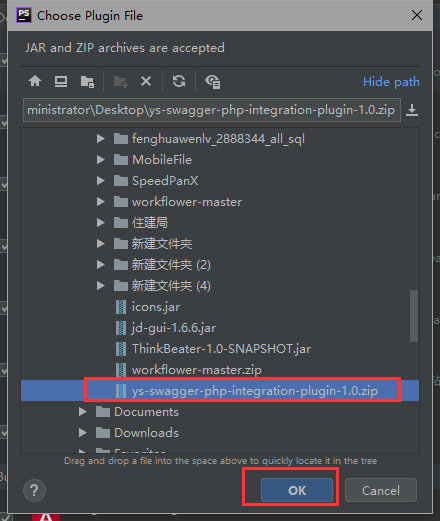 PS Choose Plugin File
JAR and ZIP archives are accepted
Hide path
ministrator\Desktop\ys-swagger-php-integration-plugin-1.0.zip
fenghuawenlv_2888344_all_sql
MobileFile
SpeedPanX
workflower-master
住建局
新建文件夹
新建文件夹 (2)
新建文件夹 (4)
icons.jar
jd-gui-1.6.6.jar
ThinkBeater-1.0-SNAPSHOT.jar
workflower-master.zip
ys-swagger-php-integration-plugin-1.0.zip
Documents
Downloads
Drag and drop a file into the space above to quickly locate it in the tree
? OK Cancel